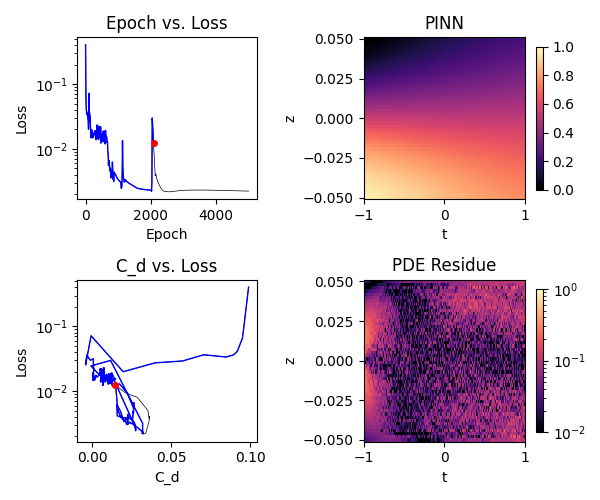 Epoch vs. Loss
Loss
10⁻¹
10⁻²
0
2000
4000
Epoch
PINN
z
0.050
0.025
0.000
−0.025
−0.050
−1
0
1
t
1.0
0.8
0.6
0.4
0.2
0.0
C_d vs. Loss
Loss
10⁻¹
10⁻²
0.00
0.05
0.10
C_d
PDE Residue
z
0.050
0.025
0.000
−0.025
−0.050
−1
0
1
t
10⁰
10⁻¹
10⁻²